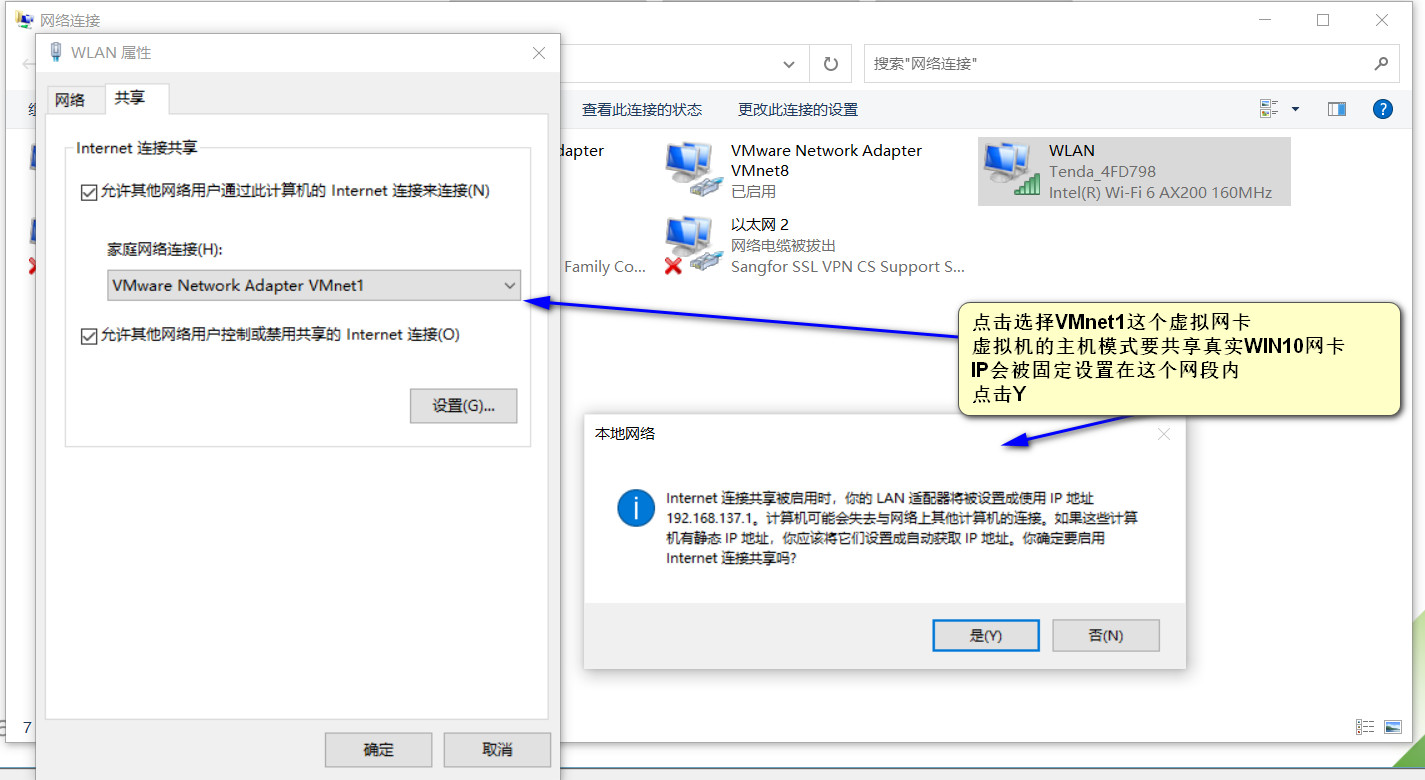 网络连接
WLAN 属性
搜索"网络连接"
网络
共享
查看此连接的状态
更改此连接的设置
Internet 连接共享
允许其他网络用户通过此计算机的 Internet 连接来连接(N)
家庭网络连接(H):
VMware Network Adapter VMnet1
允许其他网络用户控制或禁用共享的 Internet 连接(O)
设置(G)...
VMware Network Adapter
VMnet8
已启用
WLAN
Tenda_4FD798
Intel(R) Wi-Fi 6 AX200 160MHz
Family Co...
以太网 2
网络电缆被拔出
Sangfor SSL VPN CS Support S...
点击选择VMnet1这个虚拟网卡
虚拟机的主机模式要共享真实WIN10网卡
IP会被固定设置在这个网段内
点击Y
本地网络
Internet 连接共享被启用时，你的 LAN 适配器将被设置成使用 IP 地址
192.168.137.1。计算机可能会失去与网络上其他计算机的连接。如果这些计算
机有静态 IP 地址，你应该将它们设置成自动获取 IP 地址。你确定要启用
Internet 连接共享吗?
是(Y)
否(N)
7
确定
取消